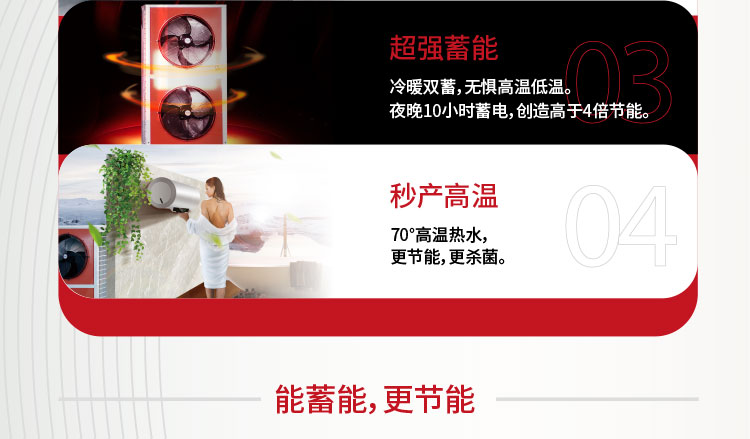 超强蓄能
03
冷暖双蓄，无惧高温低温。
夜晚10小时蓄电，创造高于4倍节能。
秒产高温
04
70°高温热水，
更节能，更杀菌。
能蓄能，更节能